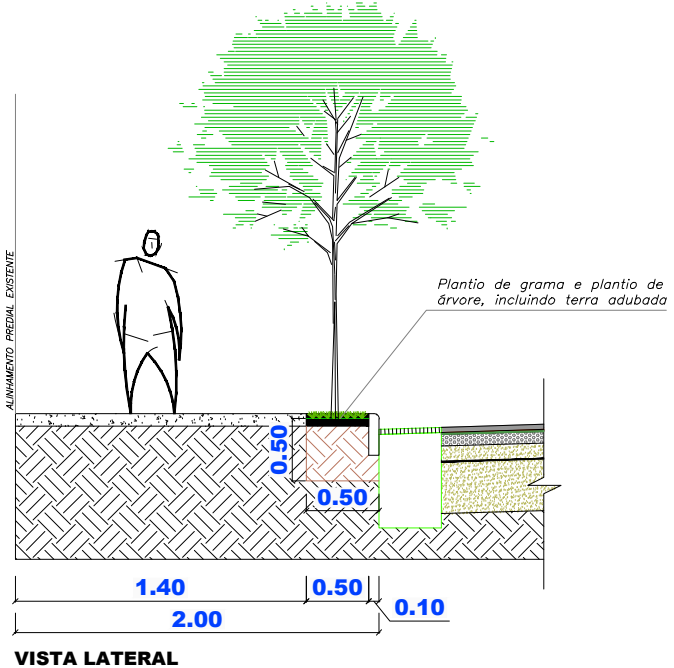 ALINHAMENTO PREDIAL EXISTENTE
Plantio de grama e plantio de
árvore, incluindo terra adubada
0.50
0.50
1.40
0.50
0.10
2.00
VISTA LATERAL